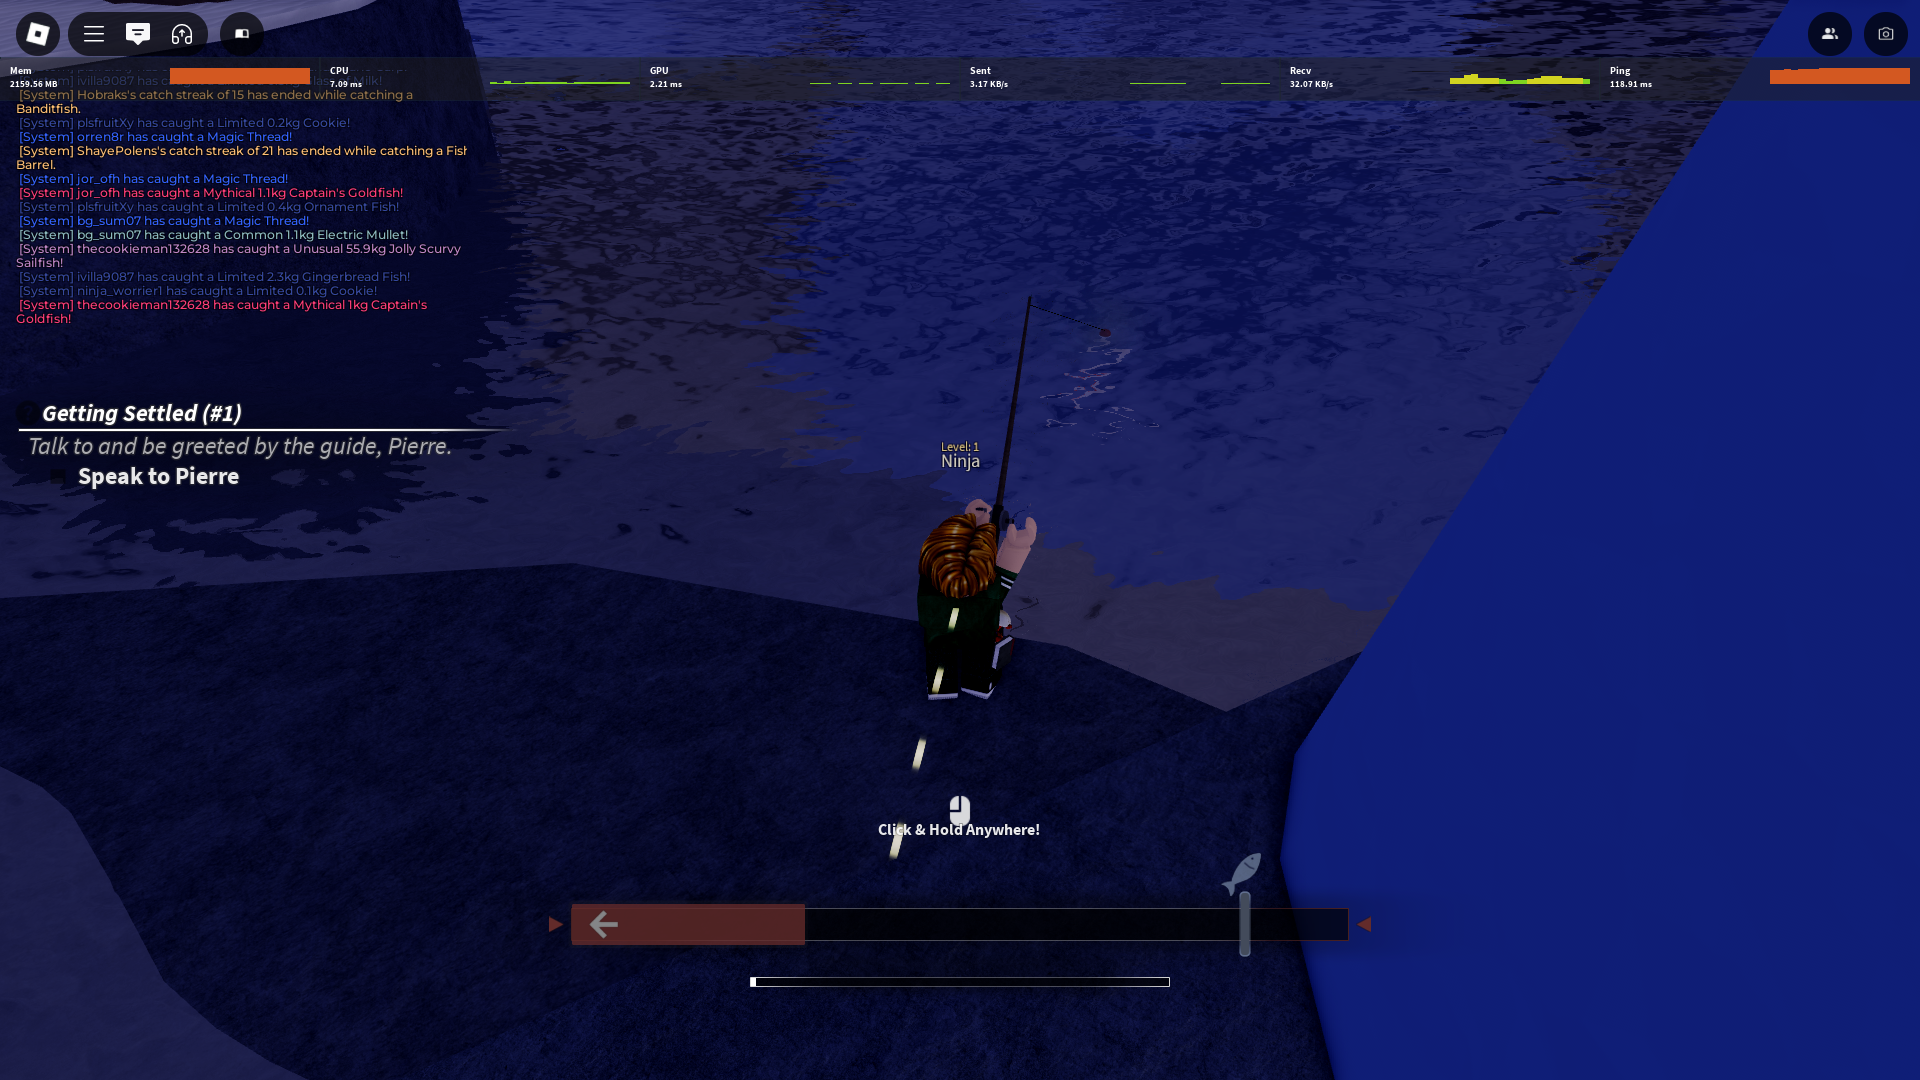 Mem
2159.56 MB
CPU
7.09 ms
GPU
2.21 ms
Sent
3.17 KB/s
Recv
32.07 KB/s
Ping
118.91 ms
[System] ivilla9087 has c Milk!
[System] Hobraks's catch streak of 15 has ended while catching a
Banditfish.
[System] plsfruitXy has caught a Limited 0.2kg Cookie!
[System] orren8r has caught a Magic Thread!
[System] ShayePolens's catch streak of 21 has ended while catching a Fish
Barrel.
[System] jor_ofh has caught a Magic Thread!
[System] jor_ofh has caught a Mythical 1.1kg Captain's Goldfish!
[System] plsfruitXy has caught a Limited 0.4kg Ornament Fish!
[System] bg_sum07 has caught a Magic Thread!
[System] bg_sum07 has caught a Common 1.1kg Electric Mullet!
[System] thecookieman132628 has caught a Unusual 55.9kg Jolly Scurvy
Sailfish!
[System] ivilla9087 has caught a Limited 2.3kg Gingerbread Fish!
[System] ninja_worrier1 has caught a Limited 0.1kg Cookie!
[System] thecookieman132628 has caught a Mythical 1kg Captain's
Goldfish!
Getting Settled (#1)
Talk to and be greeted by the guide, Pierre.
Speak to Pierre
Level: 1
Ninja
Click & Hold Anywhere!